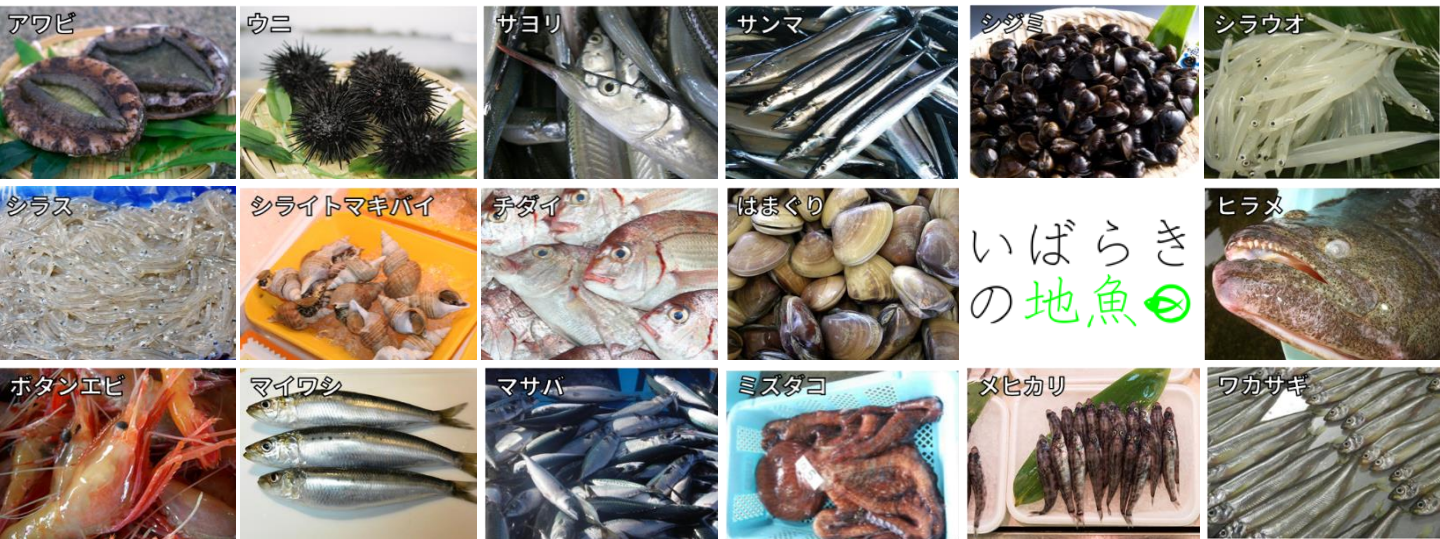 アワビ
ウニ
サヨリ
サンマ
シジミ
シラウオ
シラス
シライトマキバイ
チダイ
はまぐり
いばらき
の地魚
ヒラメ
ボタンエビ
マイワシ
マサバ
ミズダコ
メヒカリ
ワカサギ